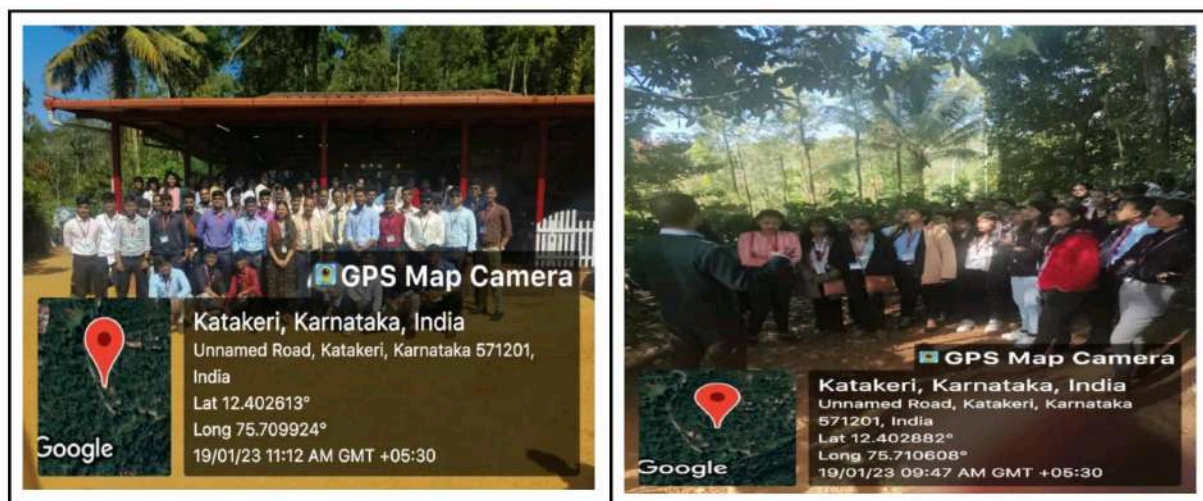 GPS Map Camera
Katakeri, Karnataka, India
Unnamed Road, Katakeri, Karnataka 571201,
India
Lat 12.402613°
Long 75.709924°
19/01/23 11:12 AM GMT +05:30
Google
GPS Map Camera
Katakeri, Karnataka, India
Unnamed Road, Katakeri, Karnataka
571201, India
Lat 12.402882°
Long 75.710608°
19/01/23 09:47 AM GMT +05:30
Google